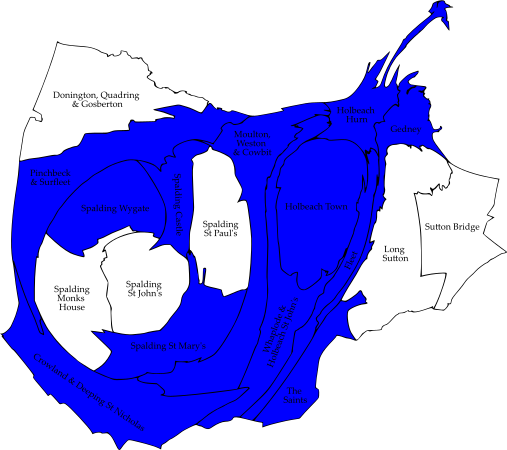 Donington, Quadring
& Gosberton
Holbeach
Hurn
Gedney
Moulton,
Weston
& Cowbit
Pinchbeck
& Surfleet
Spalding Castle
Spalding Wygate
Holbeach Town
Spalding
St Paul's
Sutton Bridge
Long
Sutton
Fleet
Spalding
Monks
House
Spalding
St John's
Whaplode &
Holbeach St John's
Spalding St Mary's
Crowland & Deeping St Nicholas
The
Saints